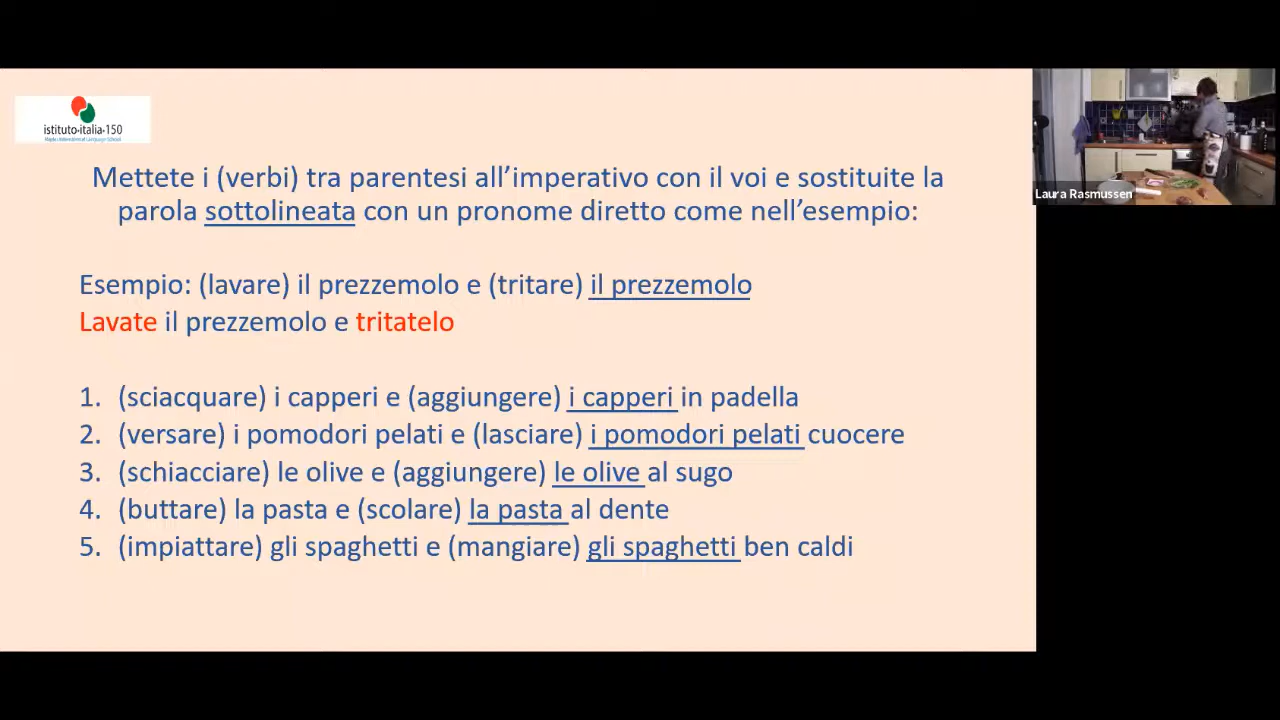 istituto-italia-150
Mettete i (verbi) tra parentesi all'imperativo con il voi e sostituite la
parola sottolineata con un pronome diretto come nell'esempio:
Esempio: (lavare) il prezzemolo e (tritare) il prezzemolo
Lavate il prezzemolo e tritatelo
1. (sciacquare) i capperi e (aggiungere) i capperi in padella
2. (versare) i pomodori pelati e (lasciare) i pomodori pelati cuocere
3. (schiacciare) le olive e (aggiungere) le olive al sugo
4. (buttare) la pasta e (scolare) la pasta al dente
5. (impiattare) gli spaghetti e (mangiare) gli spaghetti ben caldi
Laura Rasmussen